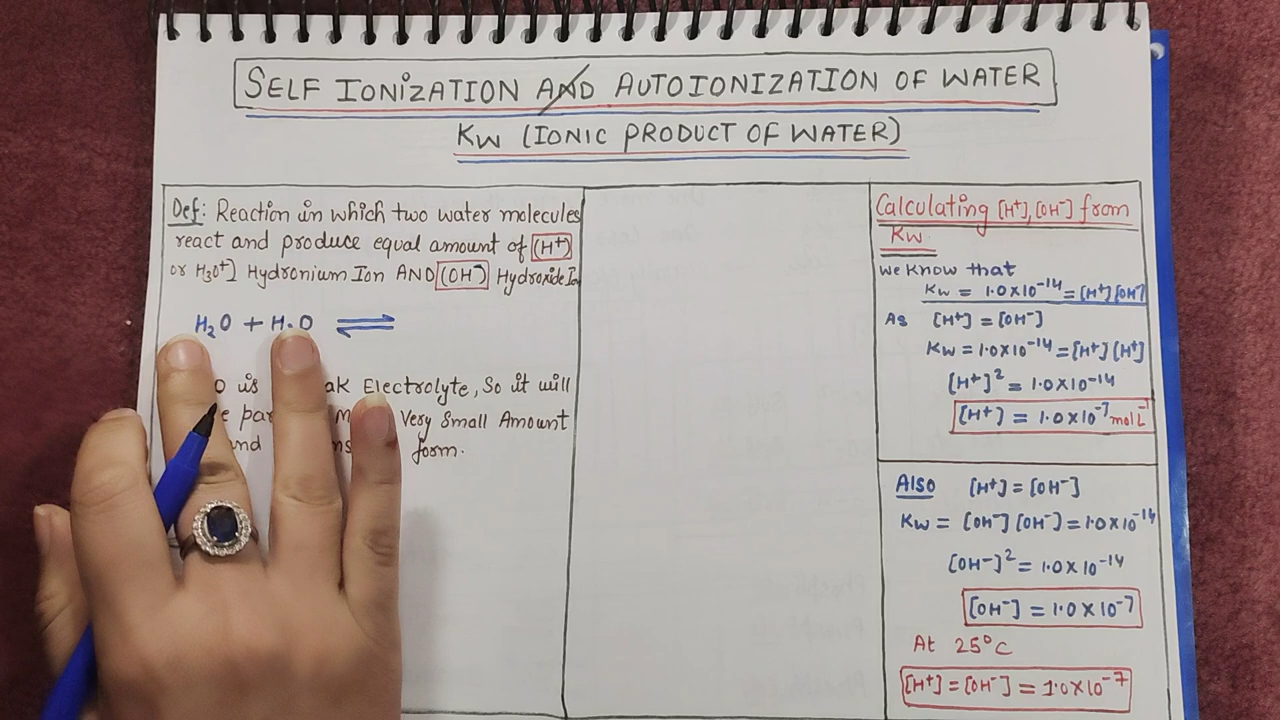 SELF IONIZATION AND AUTOIONIZATION OF WATER
KW (IONIC PRODUCT OF WATER)
Def: Reaction in which two water molecules
react and produce equal amount of (H⁺)
or H3O⁺] Hydronium Ion AND (OH⁻) Hydroxide Ion
H₂O + H₂O ⇌
is Electrolyte, So it will
Very Small Amount
form.
Calculating [H⁺], [OH⁻] from
Kw.
we know that
Kw = 1.0×10⁻¹⁴ = [H⁺][OH⁻]
As [H⁺] = [OH⁻]
Kw = 1.0×10⁻¹⁴ = [H⁺][H⁺]
[H⁺]² = 1.0×10⁻¹⁴
[H⁺] = 1.0×10⁻⁷ mol L⁻
Also [H⁺] = [OH⁻]
Kw = [OH⁻][OH⁻] = 1.0×10⁻¹⁴
[OH⁻]² = 1.0×10⁻¹⁴
[OH⁻] = 1.0×10⁻⁷
At 25°C
[H⁺] = [OH⁻] = 1.0×10⁻⁷